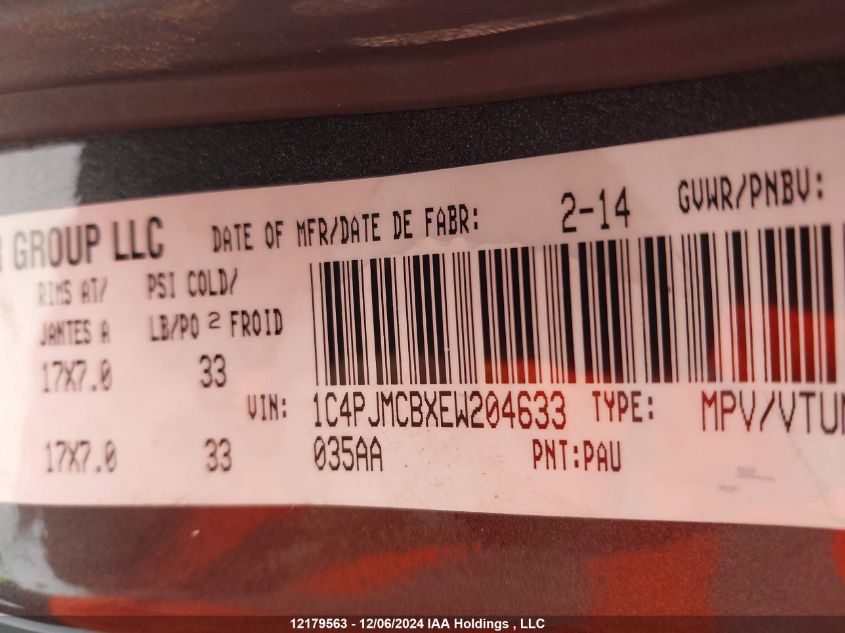 GROUP LLC DATE OF MFR/DATE DE FABR: 2-14 GVWR/PNBV:
RIMS AT/ PSI COLD/
JANTES A LB/PO 2 FROID
17X7.0 33
VIN: 1C4PJMCBXEW204633 TYPE:
17X7.0 33 035AA PNT:PAU
12179563 - 12/06/2024 IAA Holdings , LLC